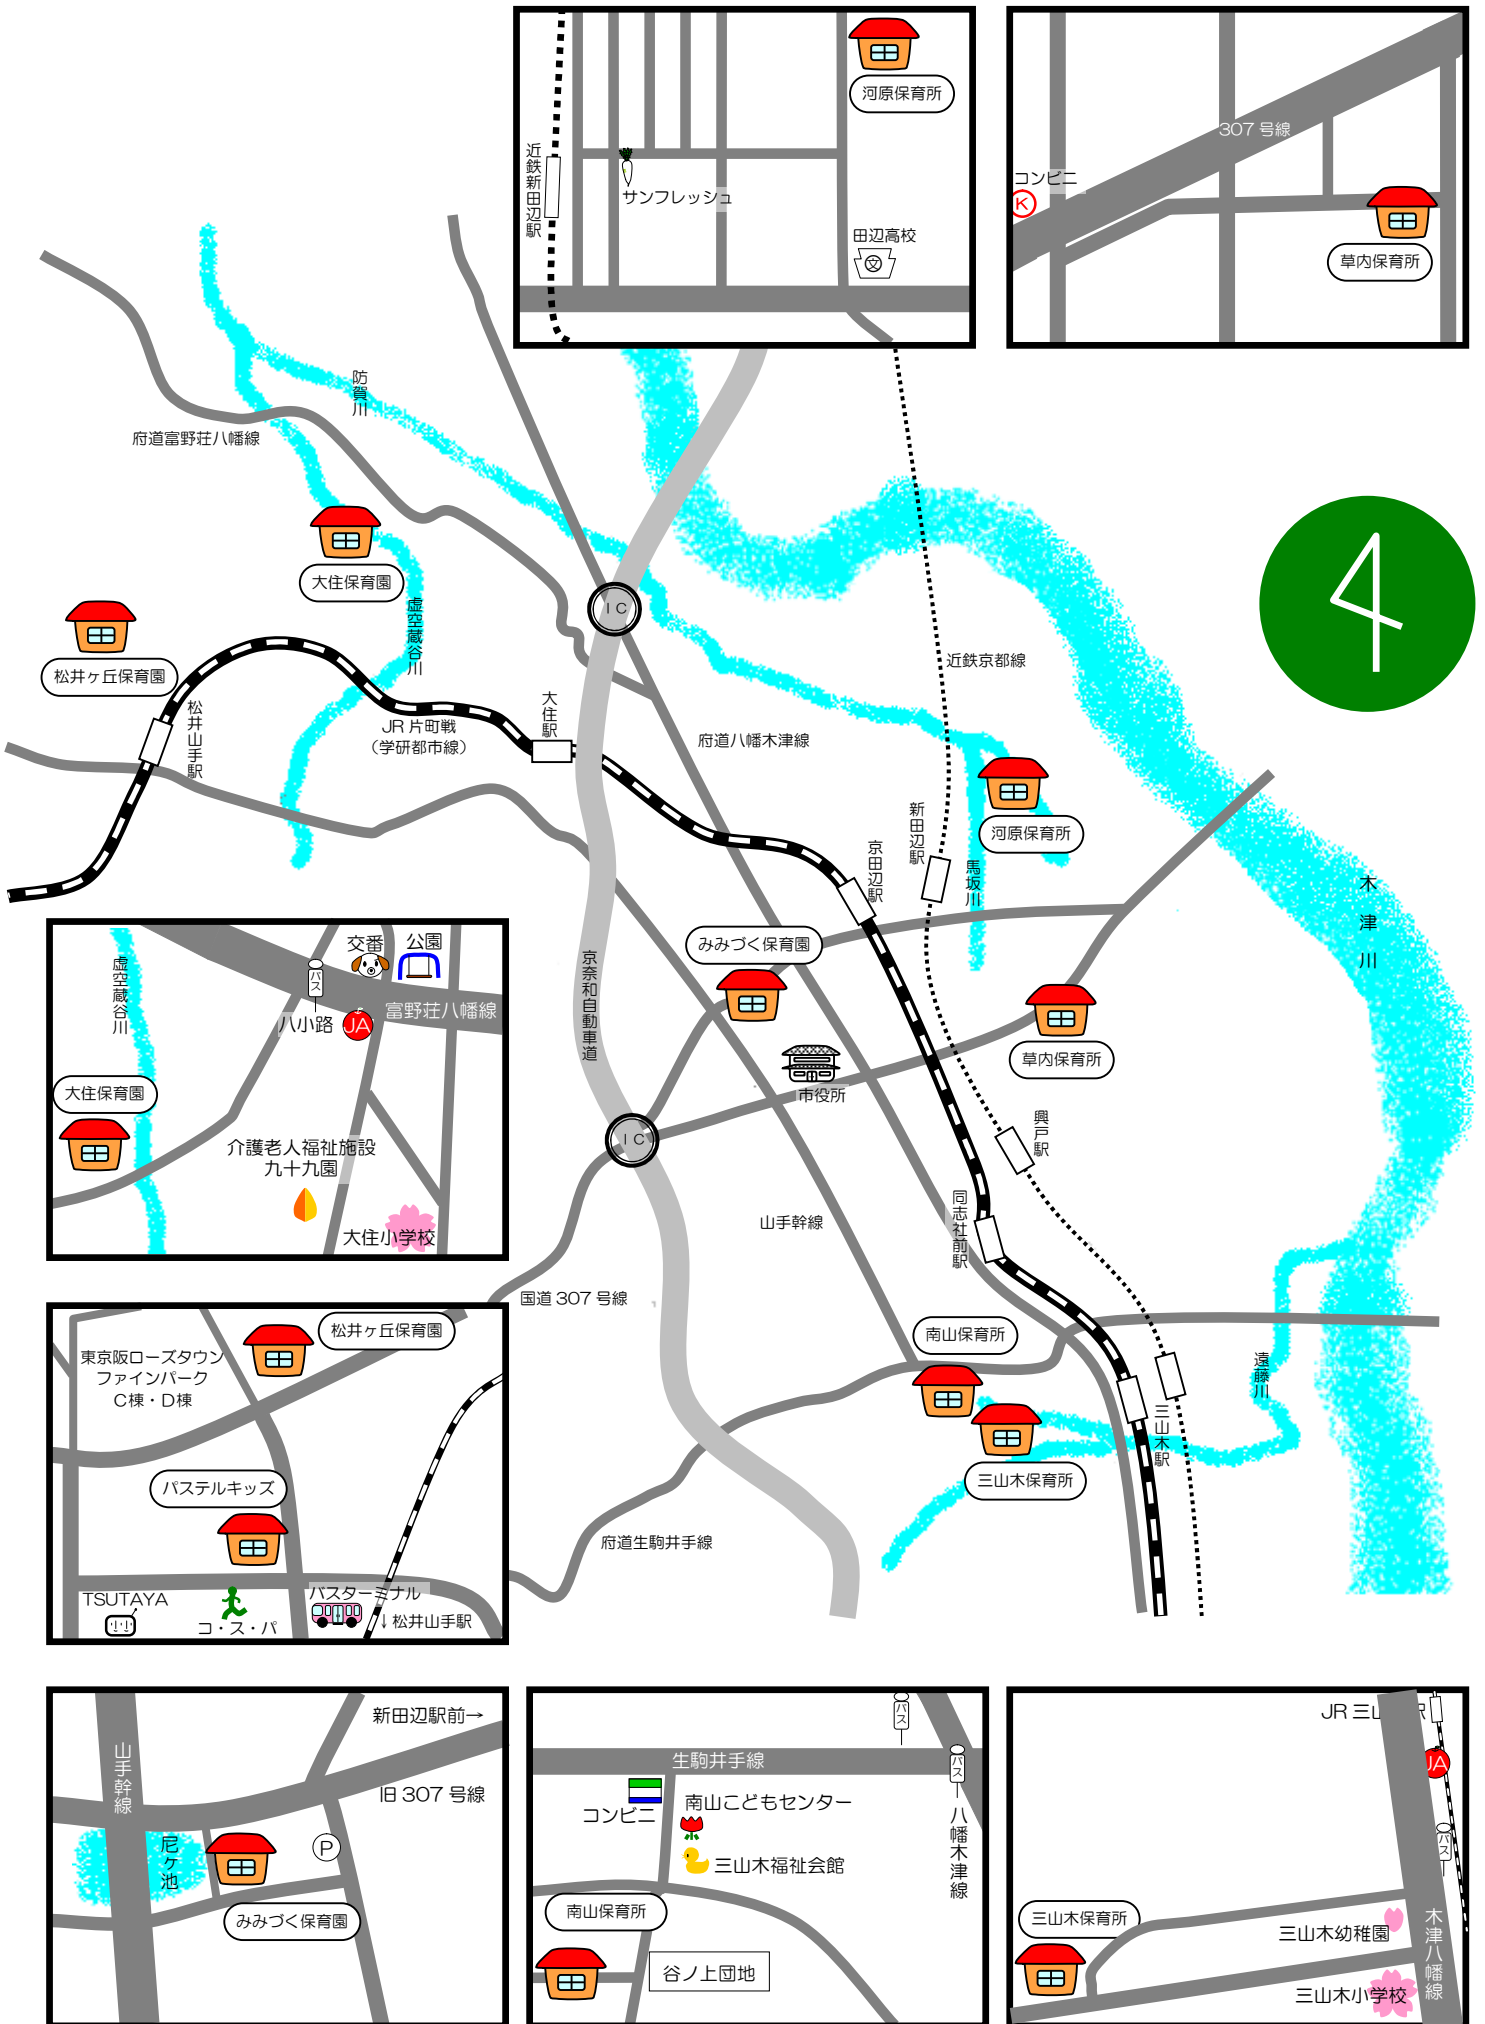 河原保育所
近鉄新田辺駅
サンフレッシュ
田辺高校
文
307 号線
コンビニ
K
草内保育所
防賀川
府道富野荘八幡線
大住保育園
虚空蔵谷川
IC
松井ヶ丘保育園
松井山手駅
JR 片町戦
（学研都市線）
大住駅
近鉄京都線
府道八幡木津線
新田辺駅
京田辺駅
馬坂川
河原保育所
木津川
みみづく保育園
京奈和自動車道
草内保育所
市役所
IC
興戸駅
同志社前駅
山手幹線
国道 307 号線
南山保育所
遠藤川
三山木駅
三山木保育所
府道生駒井手線
虚空蔵谷川
交番
公園
バス
八小路
JA
富野荘八幡線
大住保育園
介護老人福祉施設
九十九園
大住小学校
松井ヶ丘保育園
東京阪ローズタウン
ファインパーク
C棟・D棟
パステルキッズ
TSUTAYA
コ・ス・パ
バスターミナル
↓松井山手駅
新田辺駅前→
山手幹線
旧 307 号線
尼ヶ池
P
みみづく保育園
バス
生駒井手線
バス
コンビニ
南山こどもセンター
三山木福祉会館
八幡木津線
南山保育所
谷ノ上団地
JR 三山 駅
JA
バス
三山木保育所
三山木幼稚園
木津八幡線
三山木小学校